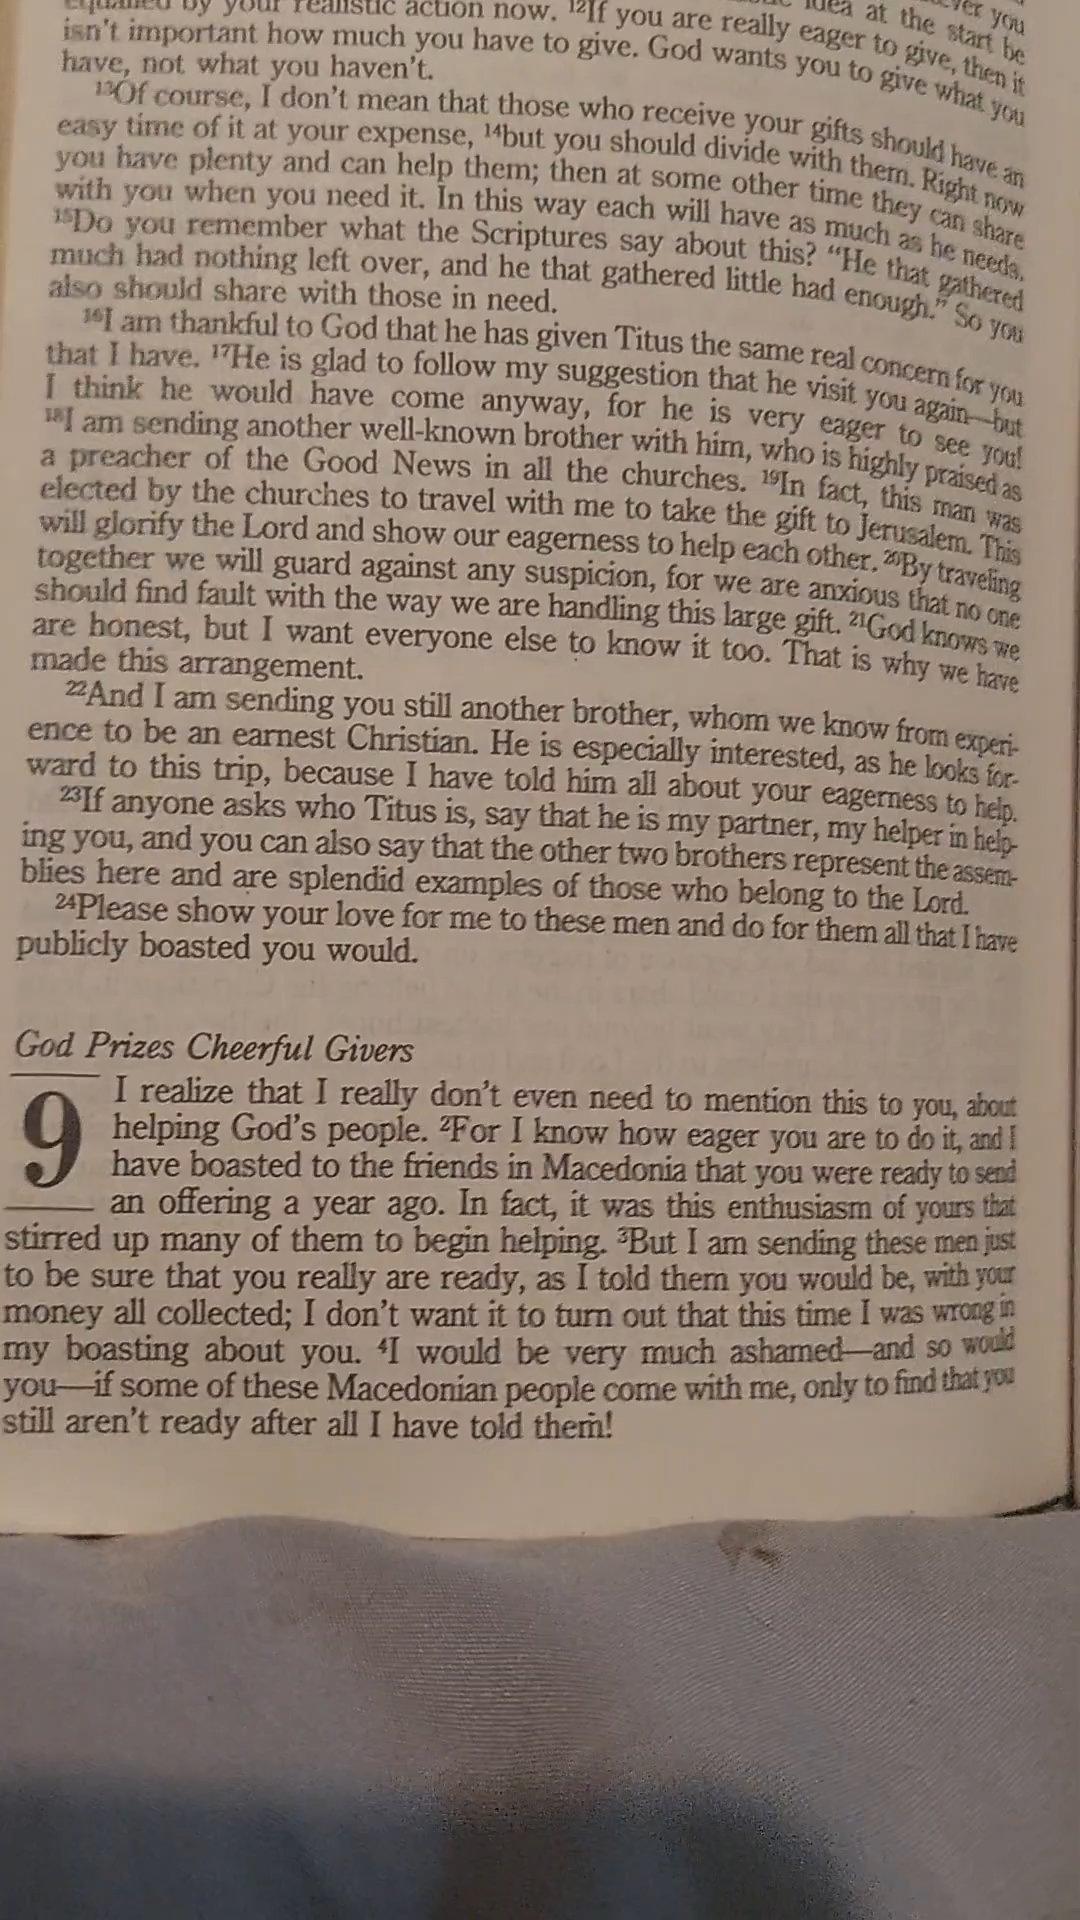 by your realistic action now. ¹²If you are really eager to give, then it
isn't important how much you have to give. God wants you to give what you
have, not what you haven't.
¹³Of course, I don't mean that those who receive your gifts should have an
easy time of it at your expense, ¹⁴but you should divide with them. Right now
you have plenty and can help them; then at some other time they can share
with you when you need it. In this way each will have as much as he needs.
¹⁵Do you remember what the Scriptures say about this? “He that gathered
much had nothing left over, and he that gathered little had enough.” So you
also should share with those in need.
¹⁶I am thankful to God that he has given Titus the same real concern for you
that I have. ¹⁷He is glad to follow my suggestion that he visit you again—but
I think he would have come anyway, for he is very eager to see you!
¹⁸I am sending another well-known brother with him, who is highly praised as
a preacher of the Good News in all the churches. ¹⁹In fact, this man was
elected by the churches to travel with me to take the gift to Jerusalem. This
will glorify the Lord and show our eagerness to help each other. ²⁰By traveling
together we will guard against any suspicion, for we are anxious that no one
should find fault with the way we are handling this large gift. ²¹God knows we
are honest, but I want everyone else to know it too. That is why we have
made this arrangement.
²²And I am sending you still another brother, whom we know from experi-
ence to be an earnest Christian. He is especially interested, as he looks for-
ward to this trip, because I have told him all about your eagerness to help.
²³If anyone asks who Titus is, say that he is my partner, my helper in help-
ing you, and you can also say that the other two brothers represent the assem-
blies here and are splendid examples of those who belong to the Lord.
²⁴Please show your love for me to these men and do for them all that I have
publicly boasted you would.
God Prizes Cheerful Givers
9 I realize that I really don't even need to mention this to you, about
helping God's people. ²For I know how eager you are to do it, and I
have boasted to the friends in Macedonia that you were ready to send
an offering a year ago. In fact, it was this enthusiasm of yours that
stirred up many of them to begin helping. ³But I am sending these men just
to be sure that you really are ready, as I told them you would be, with your
money all collected; I don't want it to turn out that this time I was wrong in
my boasting about you. ⁴I would be very much ashamed—and so would
you—if some of these Macedonian people come with me, only to find that you
still aren't ready after all I have told them!